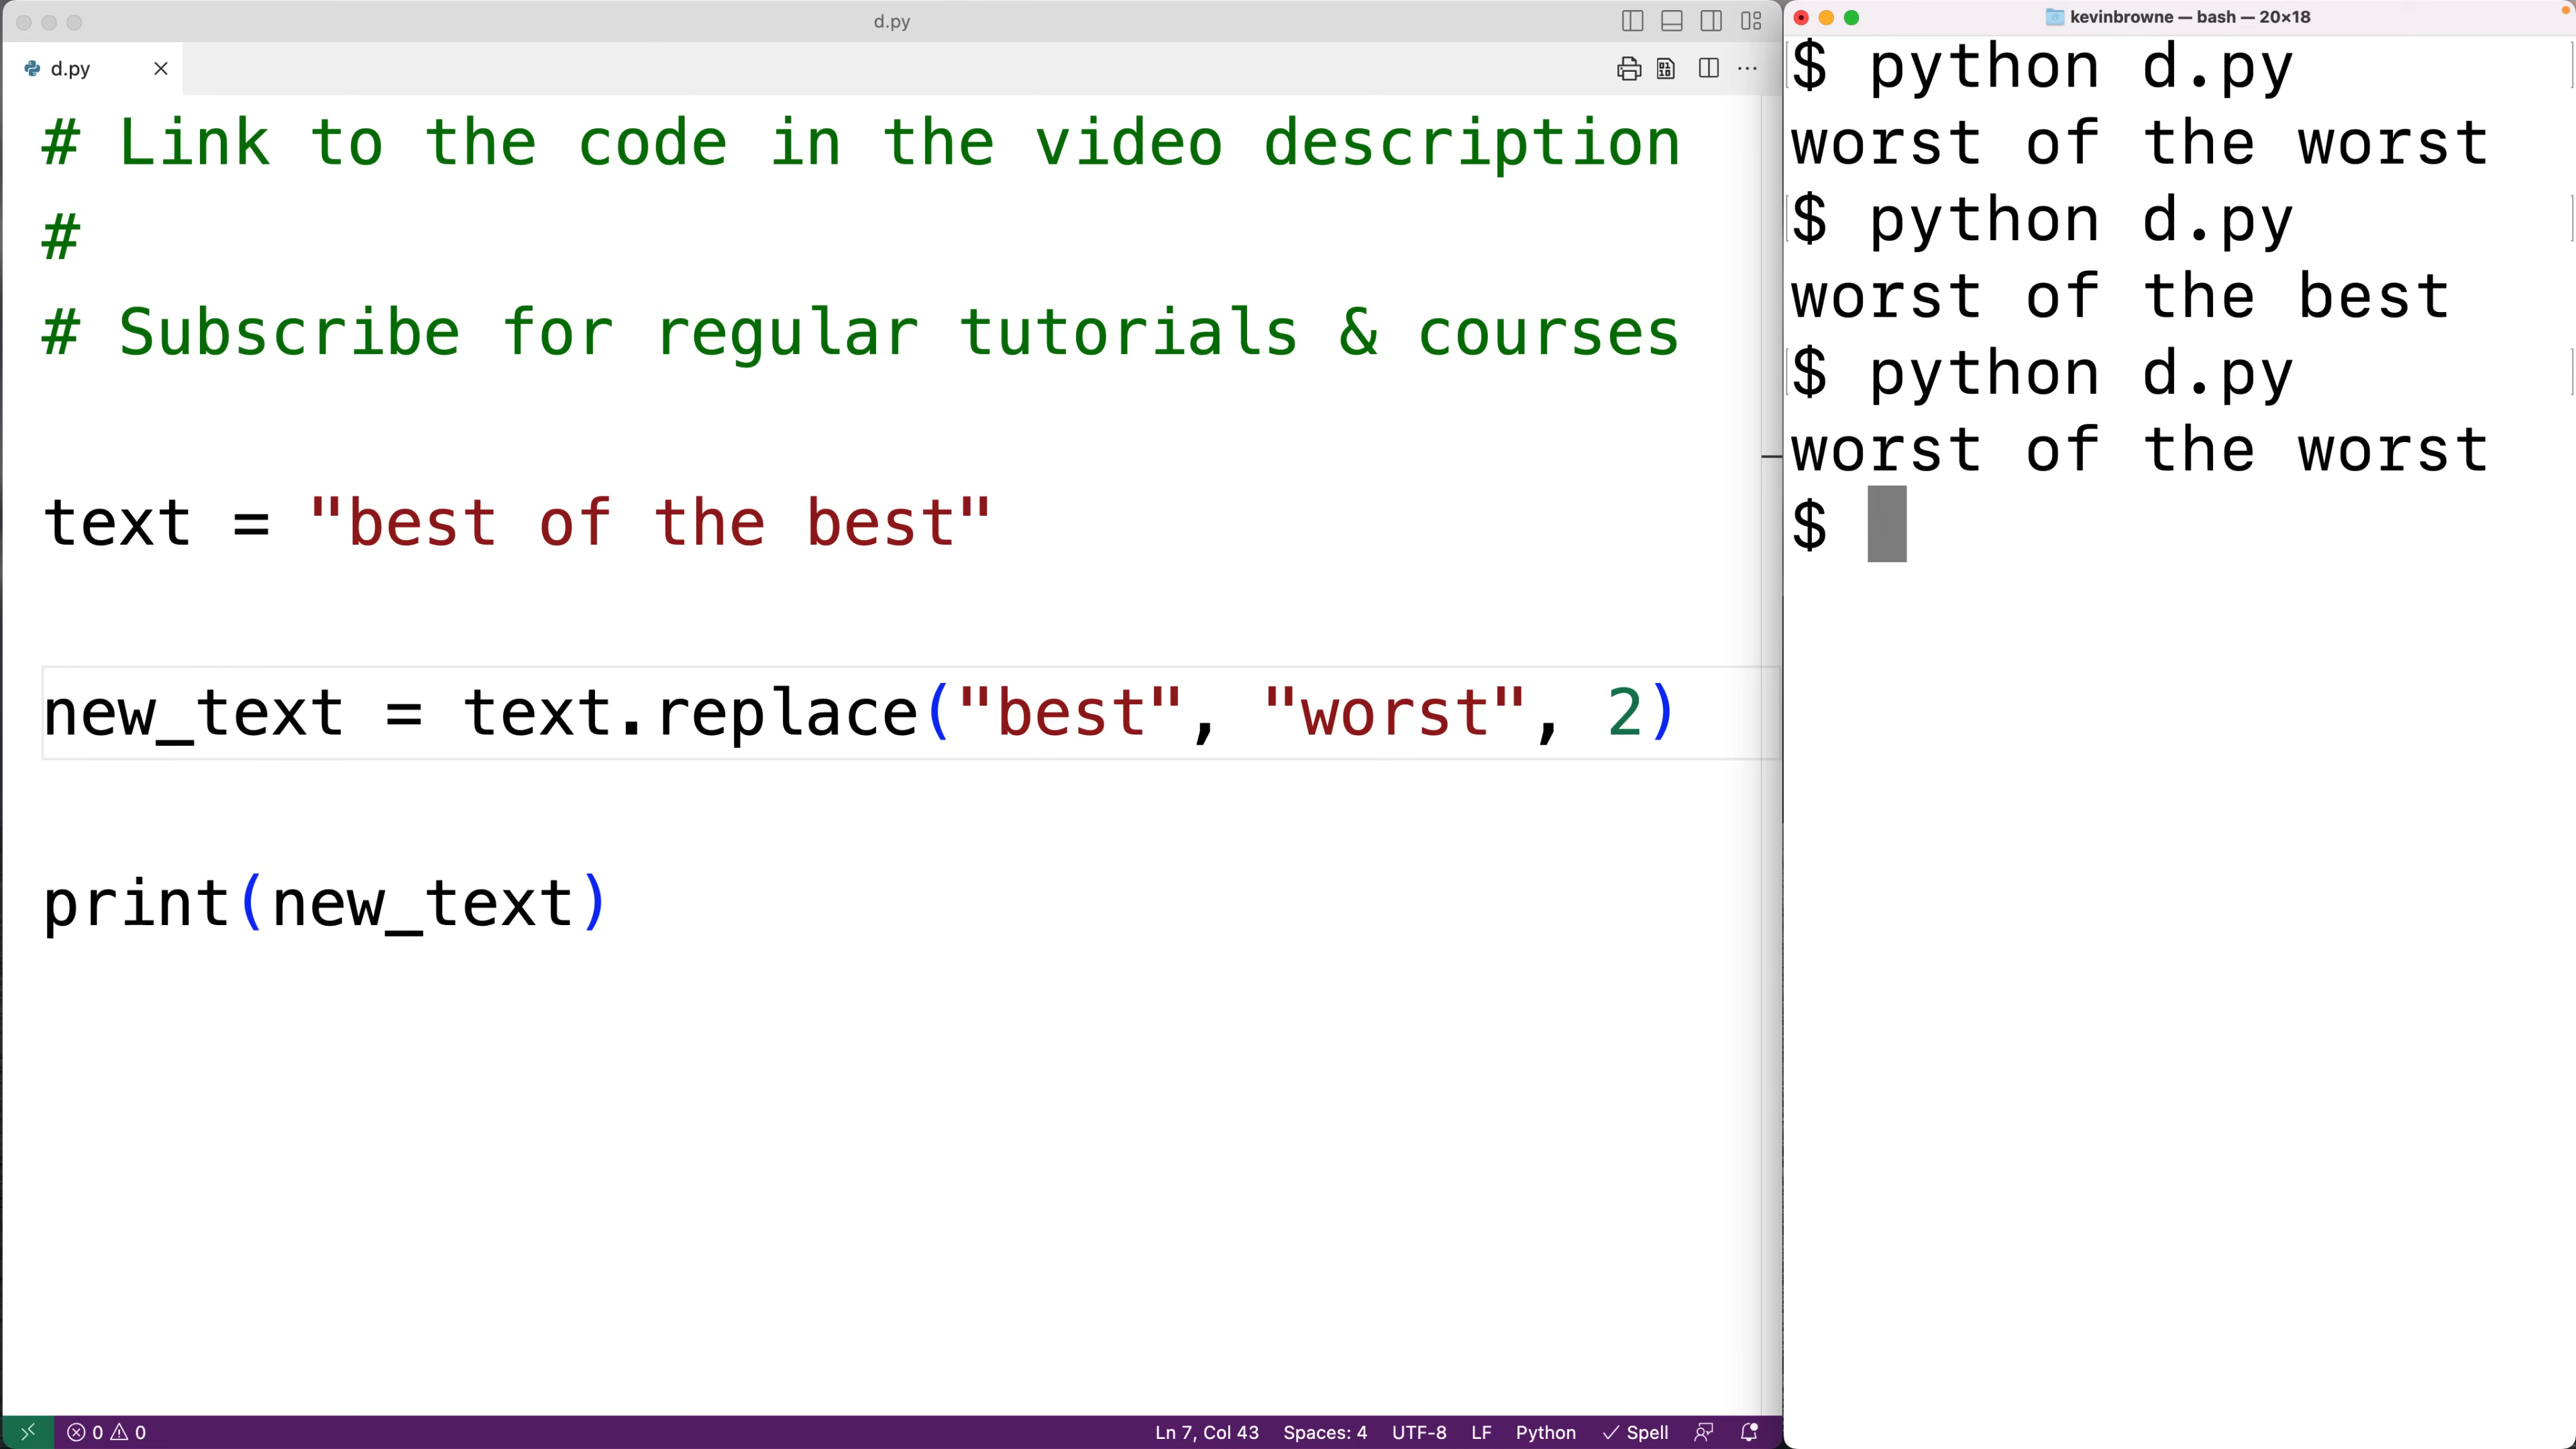 d.py
d.py
# Link to the code in the video description
#
# Subscribe for regular tutorials & courses
text = "best of the best"
new_text = text.replace("best", "worst", 2)
print(new_text)
0 0
Ln 7, Col 43 Spaces: 4 UTF-8 LF Python Spell
kevinbrowne — bash — 20×18
$ python d.py
worst of the worst
$ python d.py
worst of the best
$ python d.py
worst of the worst
$